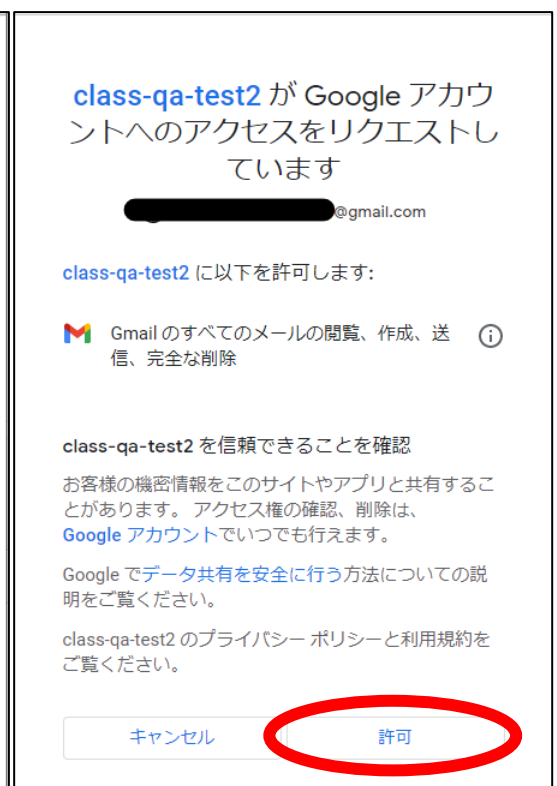 class-qa-test2 が Google アカウ
ントへのアクセスをリクエストし
ています
@gmail.com
class-qa-test2 に以下を許可します:
Gmail のすべてのメールの閲覧、作成、送
信、完全な削除
class-qa-test2 を信頼できることを確認
お客様の機密情報をこのサイトやアプリと共有するこ
とがあります。 アクセス権の確認、削除は、
Google アカウントでいつでも行えます。
Google でデータ共有を安全に行う方法についての説
明をご覧ください。
class-qa-test2 のプライバシー ポリシーと利用規約を
ご覧ください。
キャンセル
許可